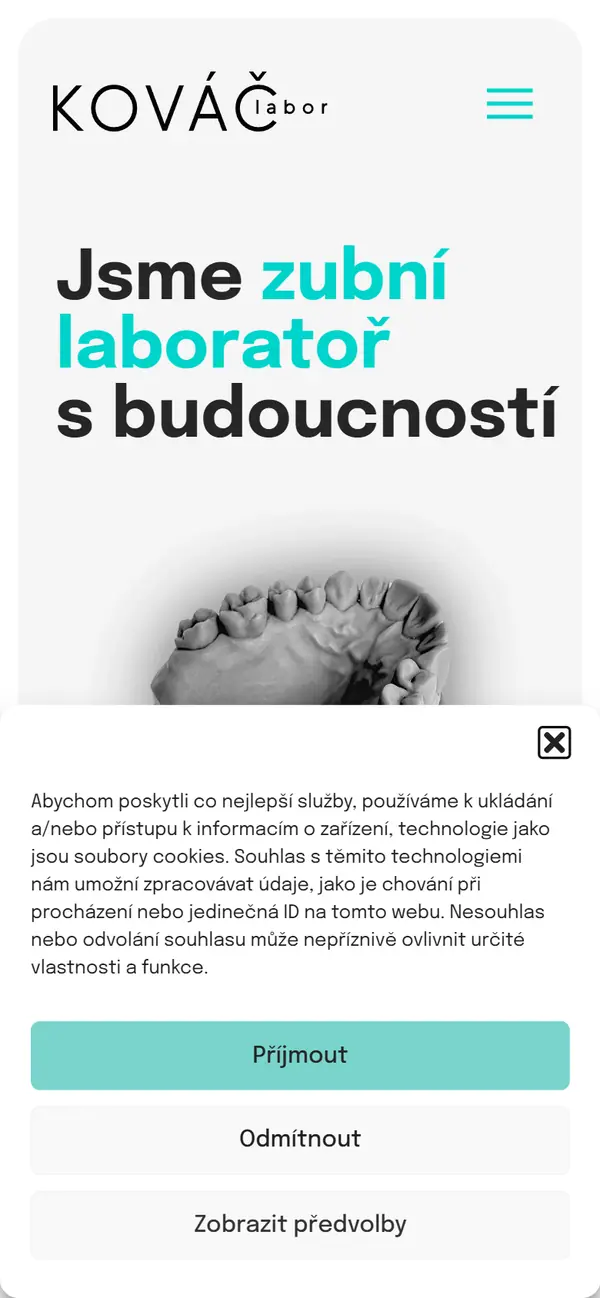 KOVÁČ labor
Jsme zubní
laboratoř
s budoucností
Abychom poskytli co nejlepší služby, používáme k ukládání
a/nebo přístupu k informacím o zařízení, technologie jako
jsou soubory cookies. Souhlas s těmito technologiemi
nám umožní zpracovávat údaje, jako je chování při
procházení nebo jedinečná ID na tomto webu. Nesouhlas
nebo odvolání souhlasu může nepříznivě ovlivnit určité
vlastnosti a funkce.
Příjmout
Odmítnout
Zobrazit předvolby